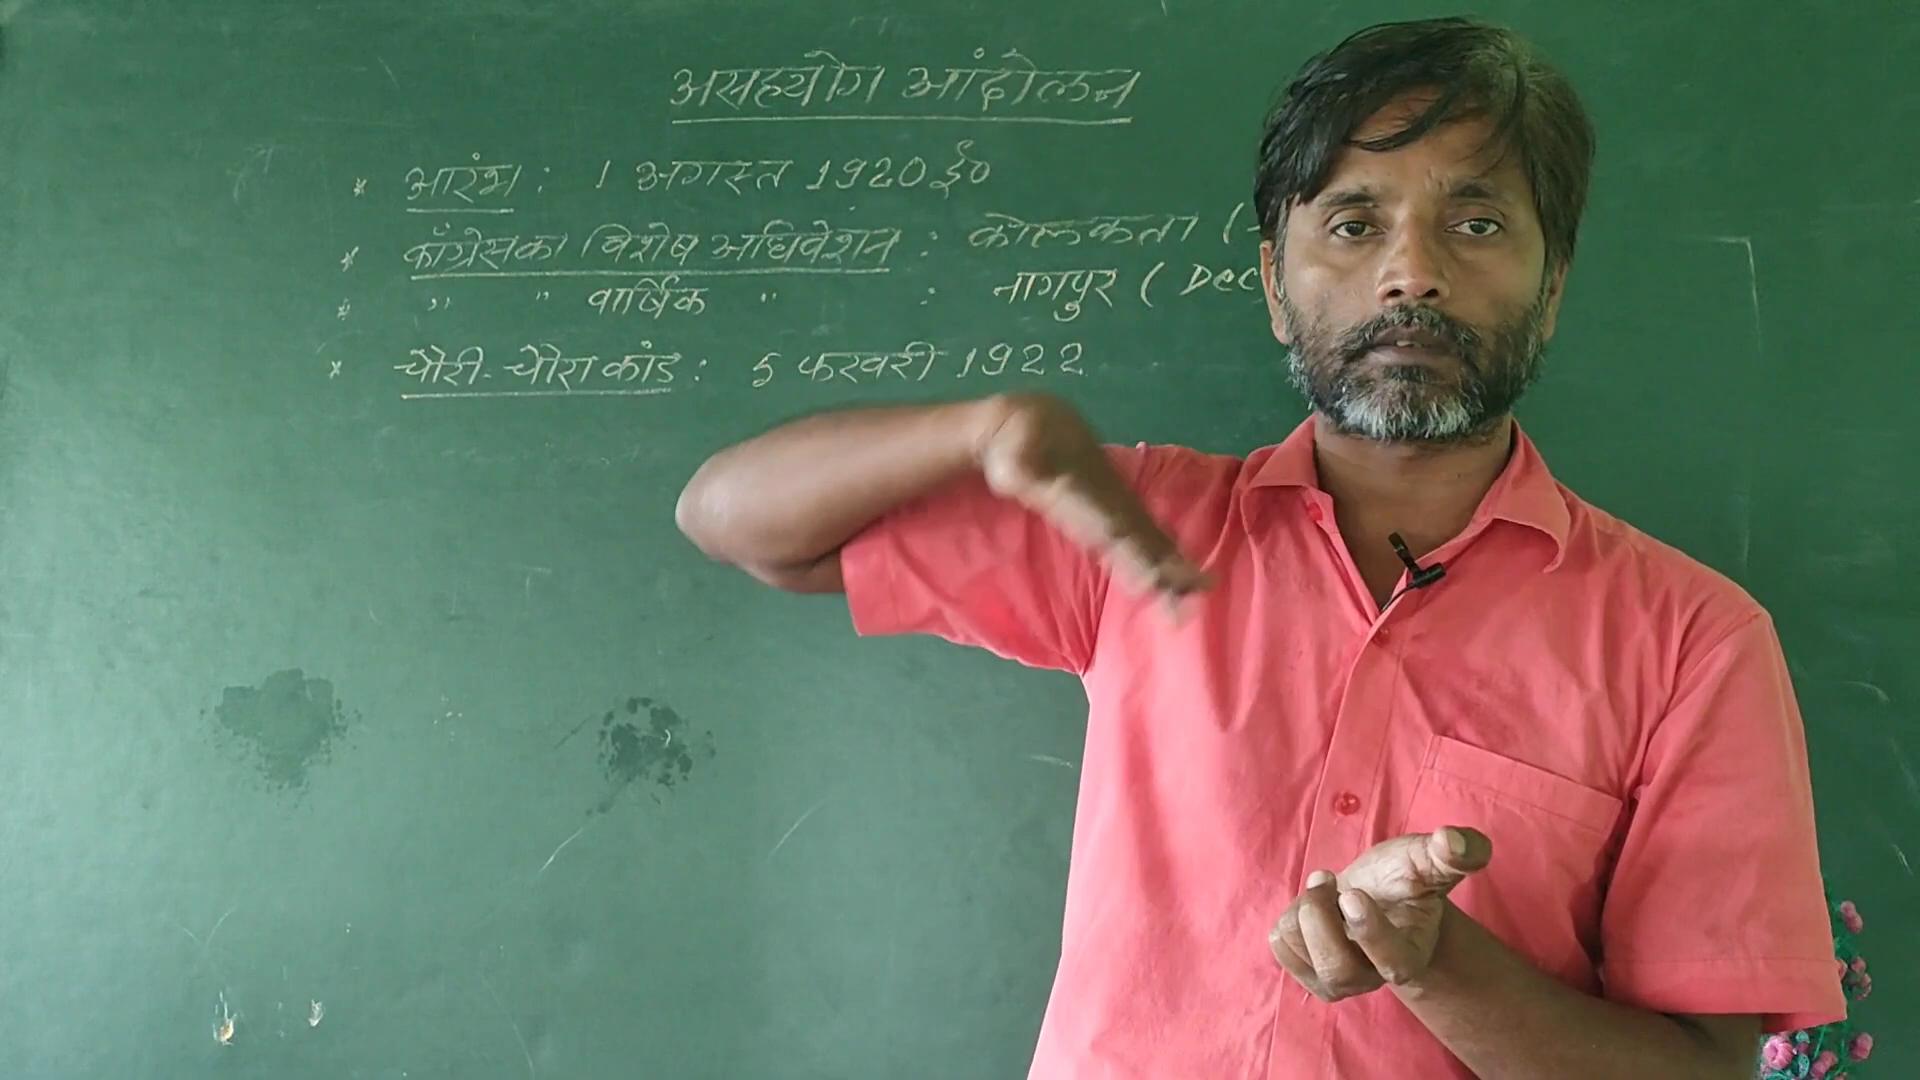 असहयोग आंदोलन
* आरंभ : 1 अगस्त 1920 ई०
* काँग्रेस का विशेष अधिवेशन : कोलकता (
* " " वार्षिक " : नागपुर ( Dec
* चौरी-चौरा कांड : 5 फरवरी 1922